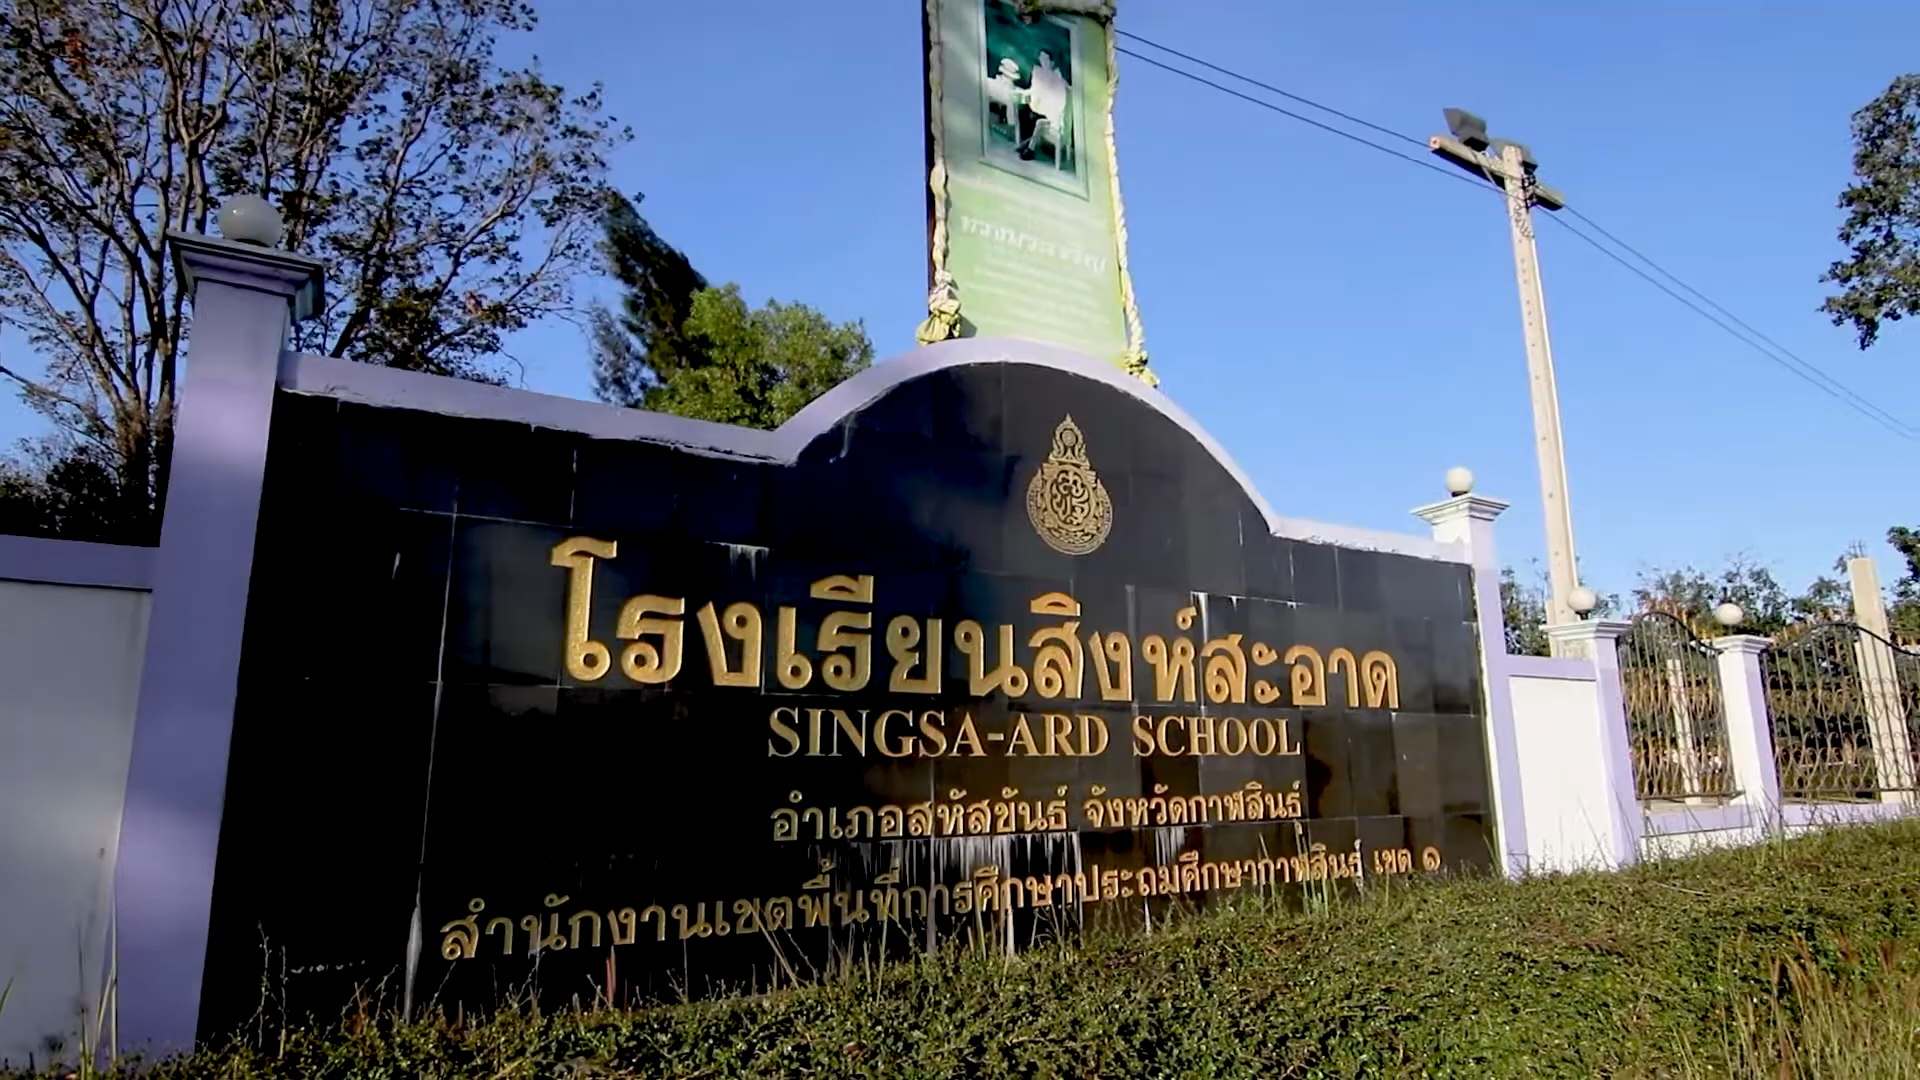 โรงเรียนสิงห์สะอาด
SINGSA-ARD SCHOOL
อำเภอสหัสขันธ์ จังหวัดกาฬสินธุ์
สำนักงานเขตพื้นที่การศึกษาประถมศึกษากาฬสินธุ์ เขต ๑